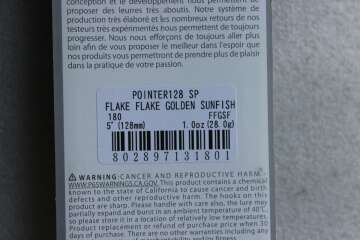 conception et le développement nous permettent de
proposer des leurres très aboutis. Notre système de
production très élaboré et les nombreux retours de nos
testeurs très expérimentés nous permettent de toujours
progresser. Nous nous efforçons de toujours aller plus
loin afin de vous proposer le meilleur dans l'espoir que
nos produits vous permettront de prendre plus de plaisir
dans la pratique de votre passion.
POINTER128 SP
FLAKE FLAKE GOLDEN SUNFISH
180 FFGSF
5" (128mm) 1.0oz (28.0g)
8 02897 131801
WARNING: CANCER AND REPRODUCTIVE HARM
WWW.P65WARNINGS.CA.GOV. This product contains a chemical
known to the state of California to cause cancer and birth
defects and other reproductive harm. The hooks on this
product are sharp. Please handle with care, also, the lure may
partially expand and burst in an ambient temperature of 40℃,
so please store it in locations of relatively low temperatures.
Product replacement or refund of purchase price when 30
days of purchase. There are no other warranties including any